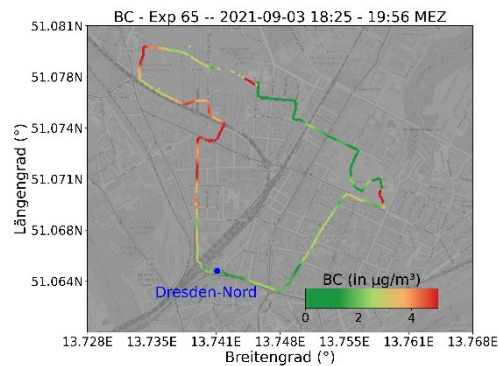 BC - Exp 65 -- 2021-09-03 18:25 - 19:56 MEZ
51.081N
51.078N
51.074N
51.071N
51.068N
51.064N
Längengrad (°)
Dresden-Nord
BC (in µg/m³)
0 2 4
13.728E 13.735E 13.741E 13.748E 13.755E 13.761E 13.768E
Breitengrad (°)